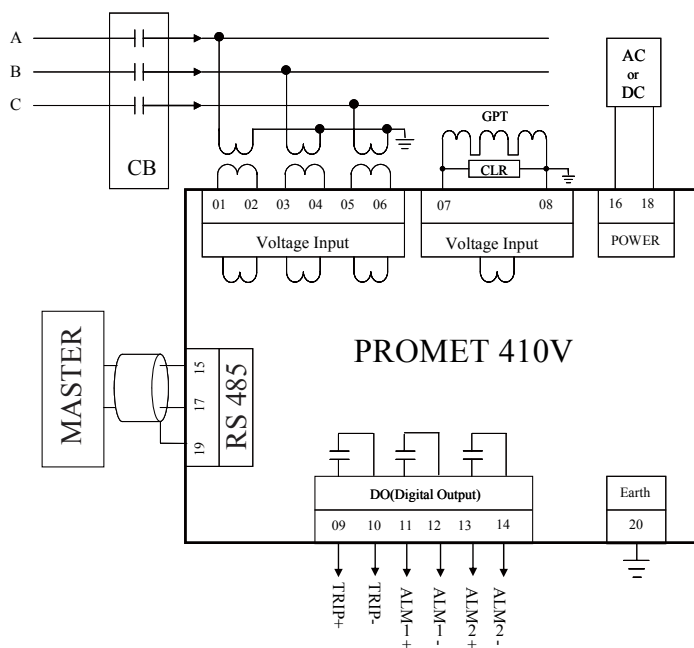 A
B
C
CB
AC
or
DC
GPT
CLR
01 02 03 04 05 06
Voltage Input
07 08
Voltage Input
16 18
POWER
MASTER
15
17
19
RS 485
PROMET 410V
DO(Digital Output)
09 10 11 12 13 14
TRIP+
TRIP-
ALM1+
ALM1-
ALM2+
ALM2-
Earth
20